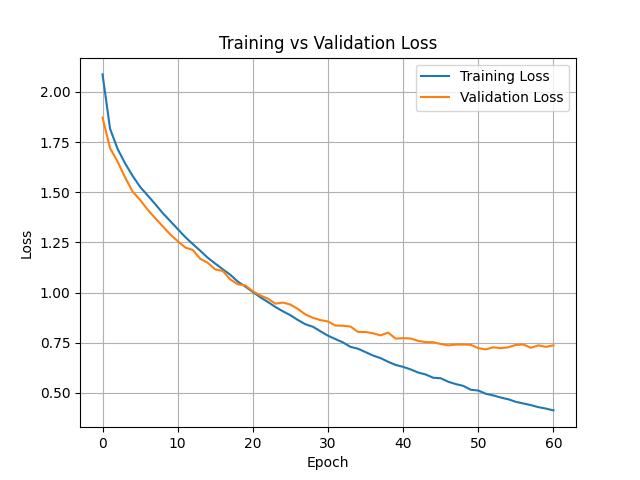 Training vs Validation Loss
Training Loss
Validation Loss
2.00
1.75
1.50
1.25
1.00
0.75
0.50
Loss
0 10 20 30 40 50 60
Epoch